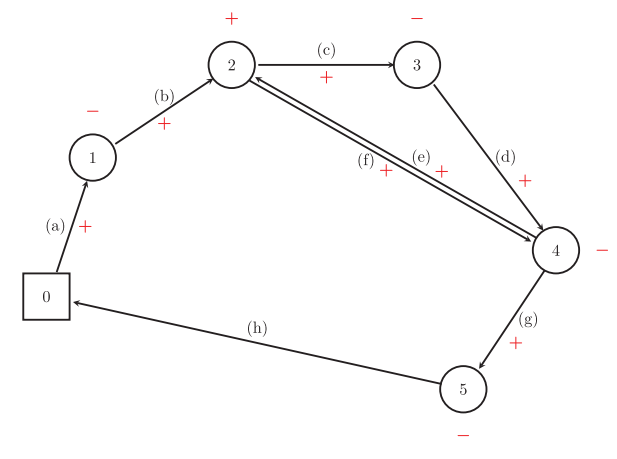 +
−
(c)
2
3
+
(b)
−
+
1
(f)
(e)
(d)
+
+
+
(a)
+
4
−
0
(h)
(g)
+
5
−